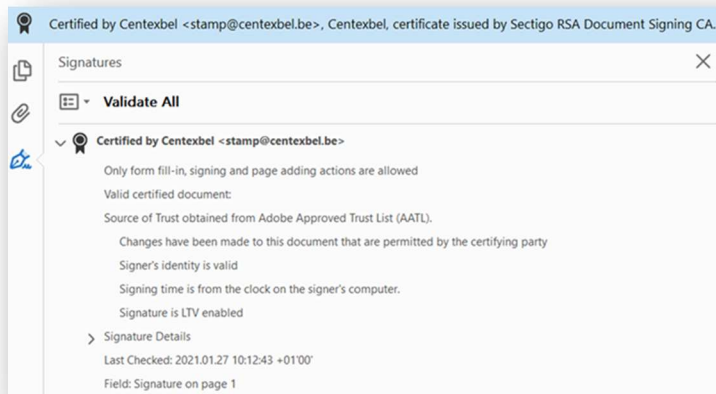 Certified by Centexbel <stamp@centexbel.be>, Centexbel, certificate issued by Sectigo RSA Document Signing CA.
Signatures
Validate All
Certified by Centexbel <stamp@centexbel.be>
Only form fill-in, signing and page adding actions are allowed
Valid certified document:
Source of Trust obtained from Adobe Approved Trust List (AATL).
Changes have been made to this document that are permitted by the certifying party
Signer's identity is valid
Signing time is from the clock on the signer's computer.
Signature is LTV enabled
Signature Details
Last Checked: 2021.01.27 10:12:43 +01'00'
Field: Signature on page 1